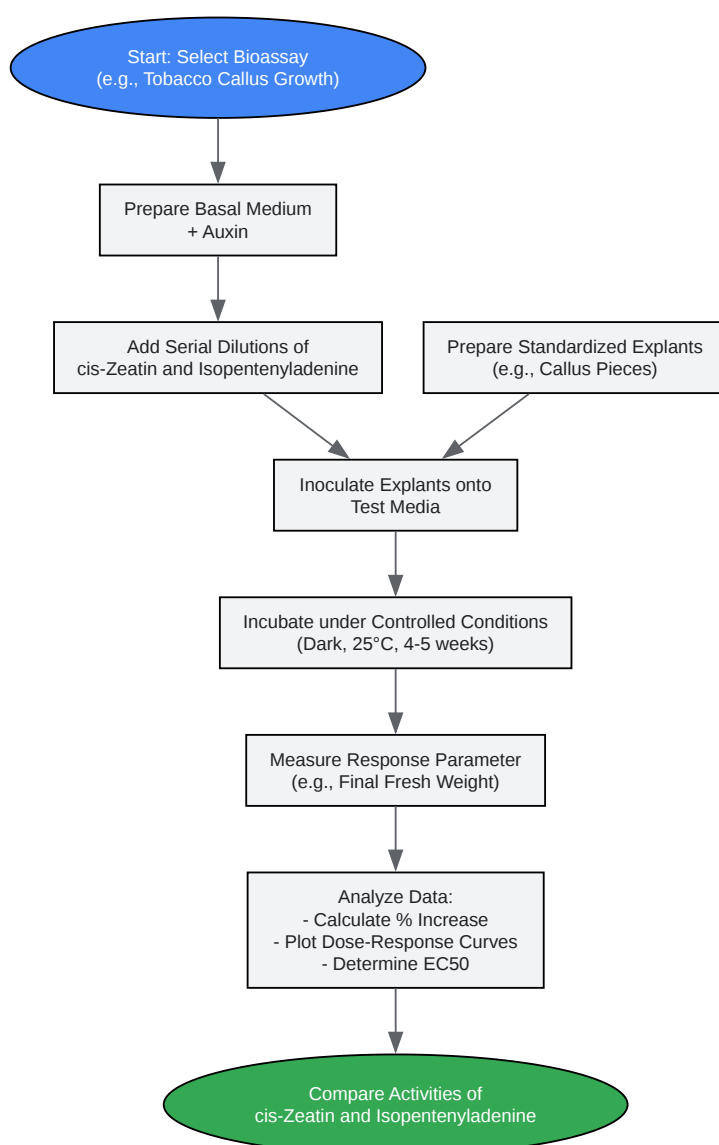 Start: Select Bioassay
(e.g., Tobacco Callus Growth)
Prepare Basal Medium
+ Auxin
Add Serial Dilutions of
cis-Zeatin and Isopentenyladenine
Prepare Standardized Explants
(e.g., Callus Pieces)
Inoculate Explants onto
Test Media
Incubate under Controlled Conditions
(Dark, 25°C, 4-5 weeks)
Measure Response Parameter
(e.g., Final Fresh Weight)
Analyze Data:
- Calculate % Increase
- Plot Dose-Response Curves
- Determine EC50
Compare Activities of
cis-Zeatin and Isopentenyladenine